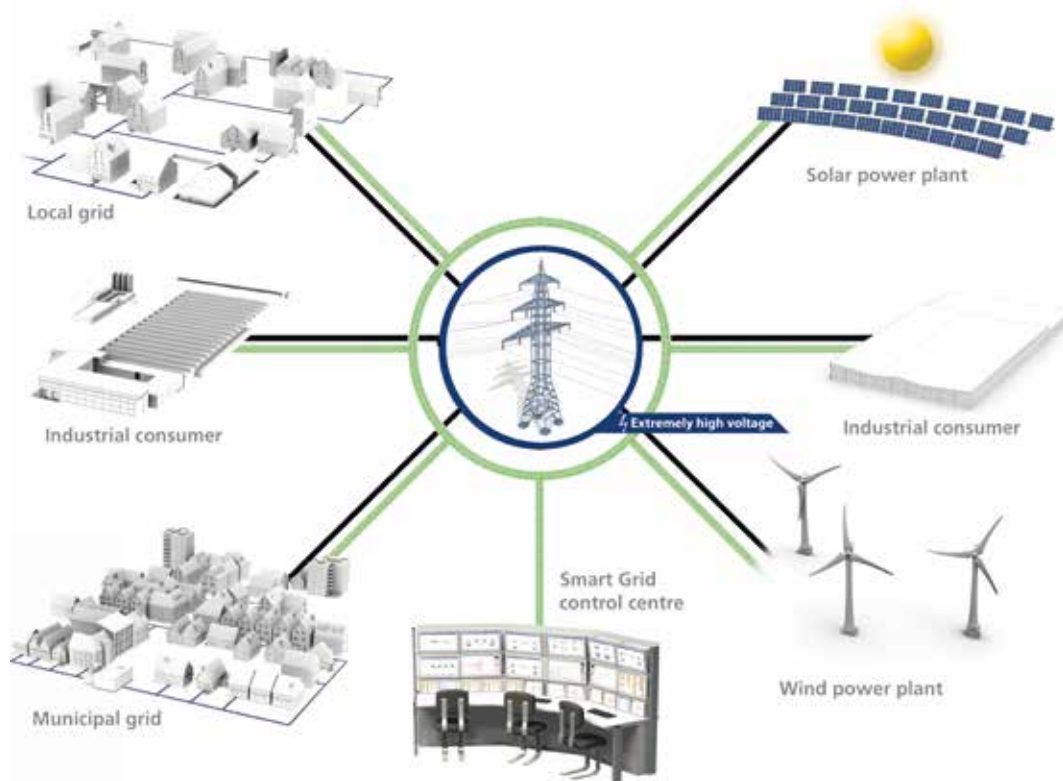 Local grid
Solar power plant
Industrial consumer
Extremely high voltage
Industrial consumer
Smart Grid
control centre
Municipal grid
Wind power plant